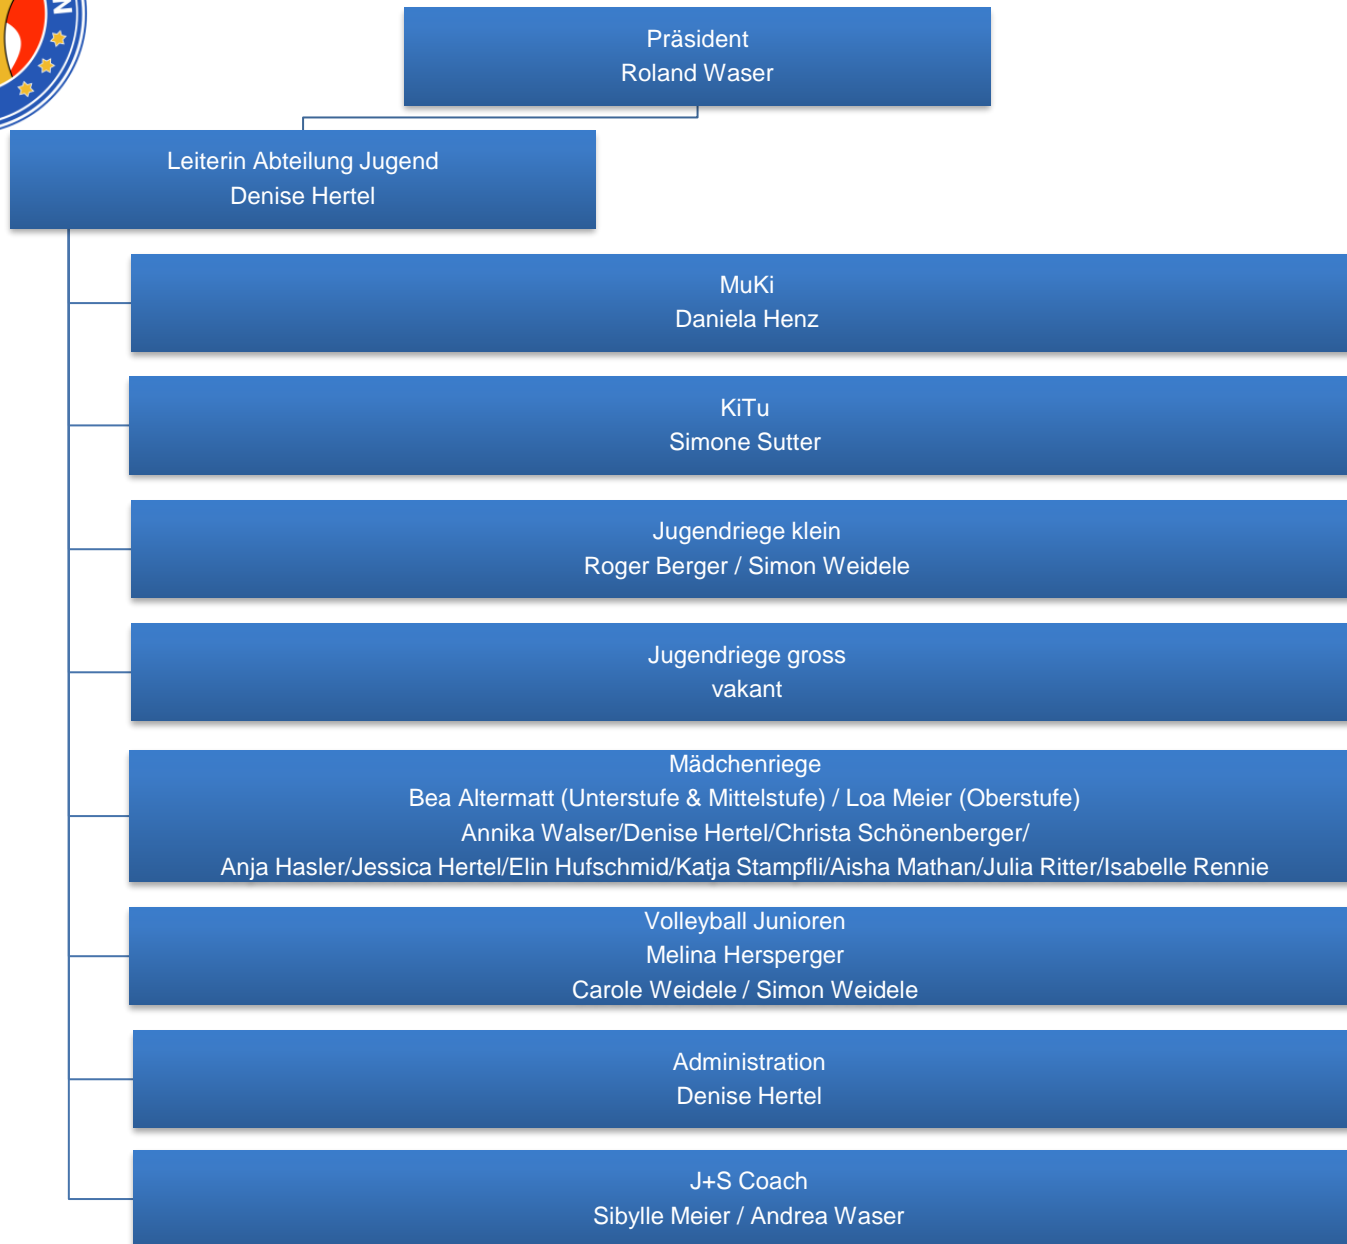 N
Präsident
Roland Waser
Leiterin Abteilung Jugend
Denise Hertel
MuKi
Daniela Henz
KiTu
Simone Sutter
Jugendriege klein
Roger Berger / Simon Weidele
Jugendriege gross
vakant
Mädchenriege
Bea Altermatt (Unterstufe & Mittelstufe) / Loa Meier (Oberstufe)
Annika Walser/Denise Hertel/Christa Schönenberger/
Anja Hasler/Jessica Hertel/Elin Hufschmid/Katja Stampfli/Aisha Mathan/Julia Ritter/Isabelle Rennie
Volleyball Junioren
Melina Hersperger
Carole Weidele / Simon Weidele
Administration
Denise Hertel
J+S Coach
Sibylle Meier / Andrea Waser